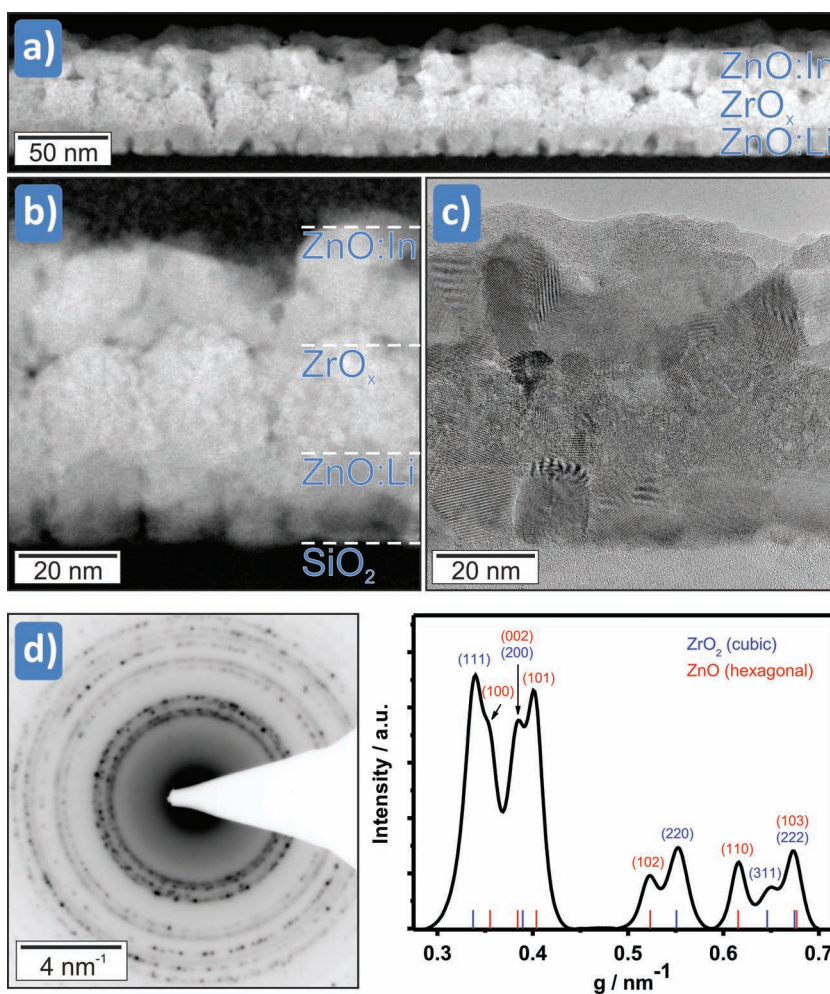 a)
ZnO:In
ZrOₓ
ZnO:Li
50 nm
b)
ZnO:In
ZrOₓ
ZnO:Li
SiO₂
20 nm
c)
20 nm
d)
4 nm⁻¹
Intensity / a.u.
(111)
(100)
(002)
(200)
(101)
ZrO₂ (cubic)
ZnO (hexagonal)
(102)
(220)
(110)
(311)
(103)
(222)
0.3
0.4
0.5
0.6
0.7
g / nm⁻¹